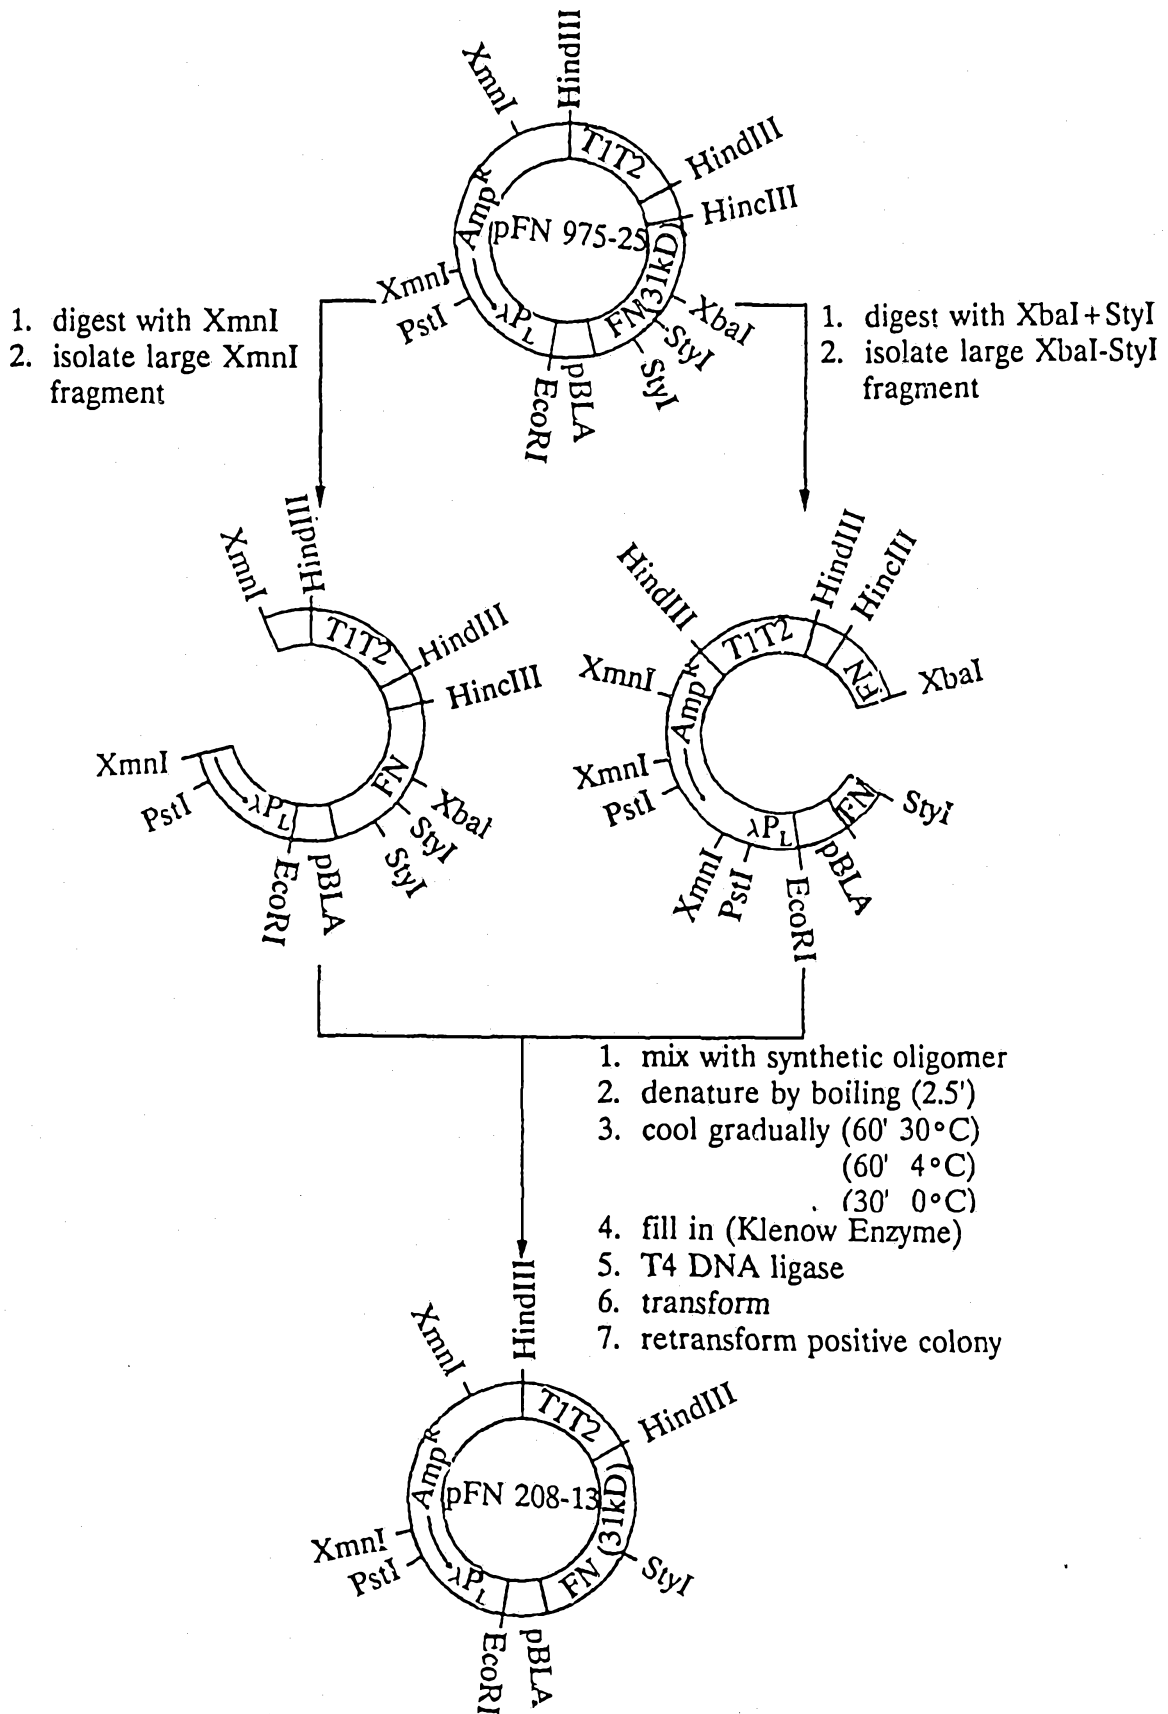 HindIII
XmnI
T1T2
HindIII
HincIII
Amp^R
pFN 975-25
(31kD)
XmnI
PstI
λP_L
FN
XbaI
StyI
StyI
EcoRI
pBLA
1. digest with XmnI
2. isolate large XmnI
fragment
1. digest with XbaI+StyI
2. isolate large XbaI-StyI
fragment
XmnI
HindIII
T1T2
HindIII
HincIII
XmnI
PstI
λP_L
FN
XbaI
StyI
StyI
EcoRI
pBLA
HindIII
HindIII
HincIII
T1T2
FN
XbaI
XmnI
Amp^R
XmnI
PstI
λP_L
FN
StyI
XmnI
PstI
EcoRI
pBLA
1. mix with synthetic oligomer
2. denature by boiling (2.5')
3. cool gradually (60' 30°C)
(60' 4°C)
(30' 0°C)
4. fill in (Klenow Enzyme)
5. T4 DNA ligase
6. transform
7. retransform positive colony
XmnI
HindIII
T1T2
HindIII
Amp^R
pFN 208-13
(31kD)
XmnI
PstI
λP_L
FN
StyI
EcoRI
pBLA